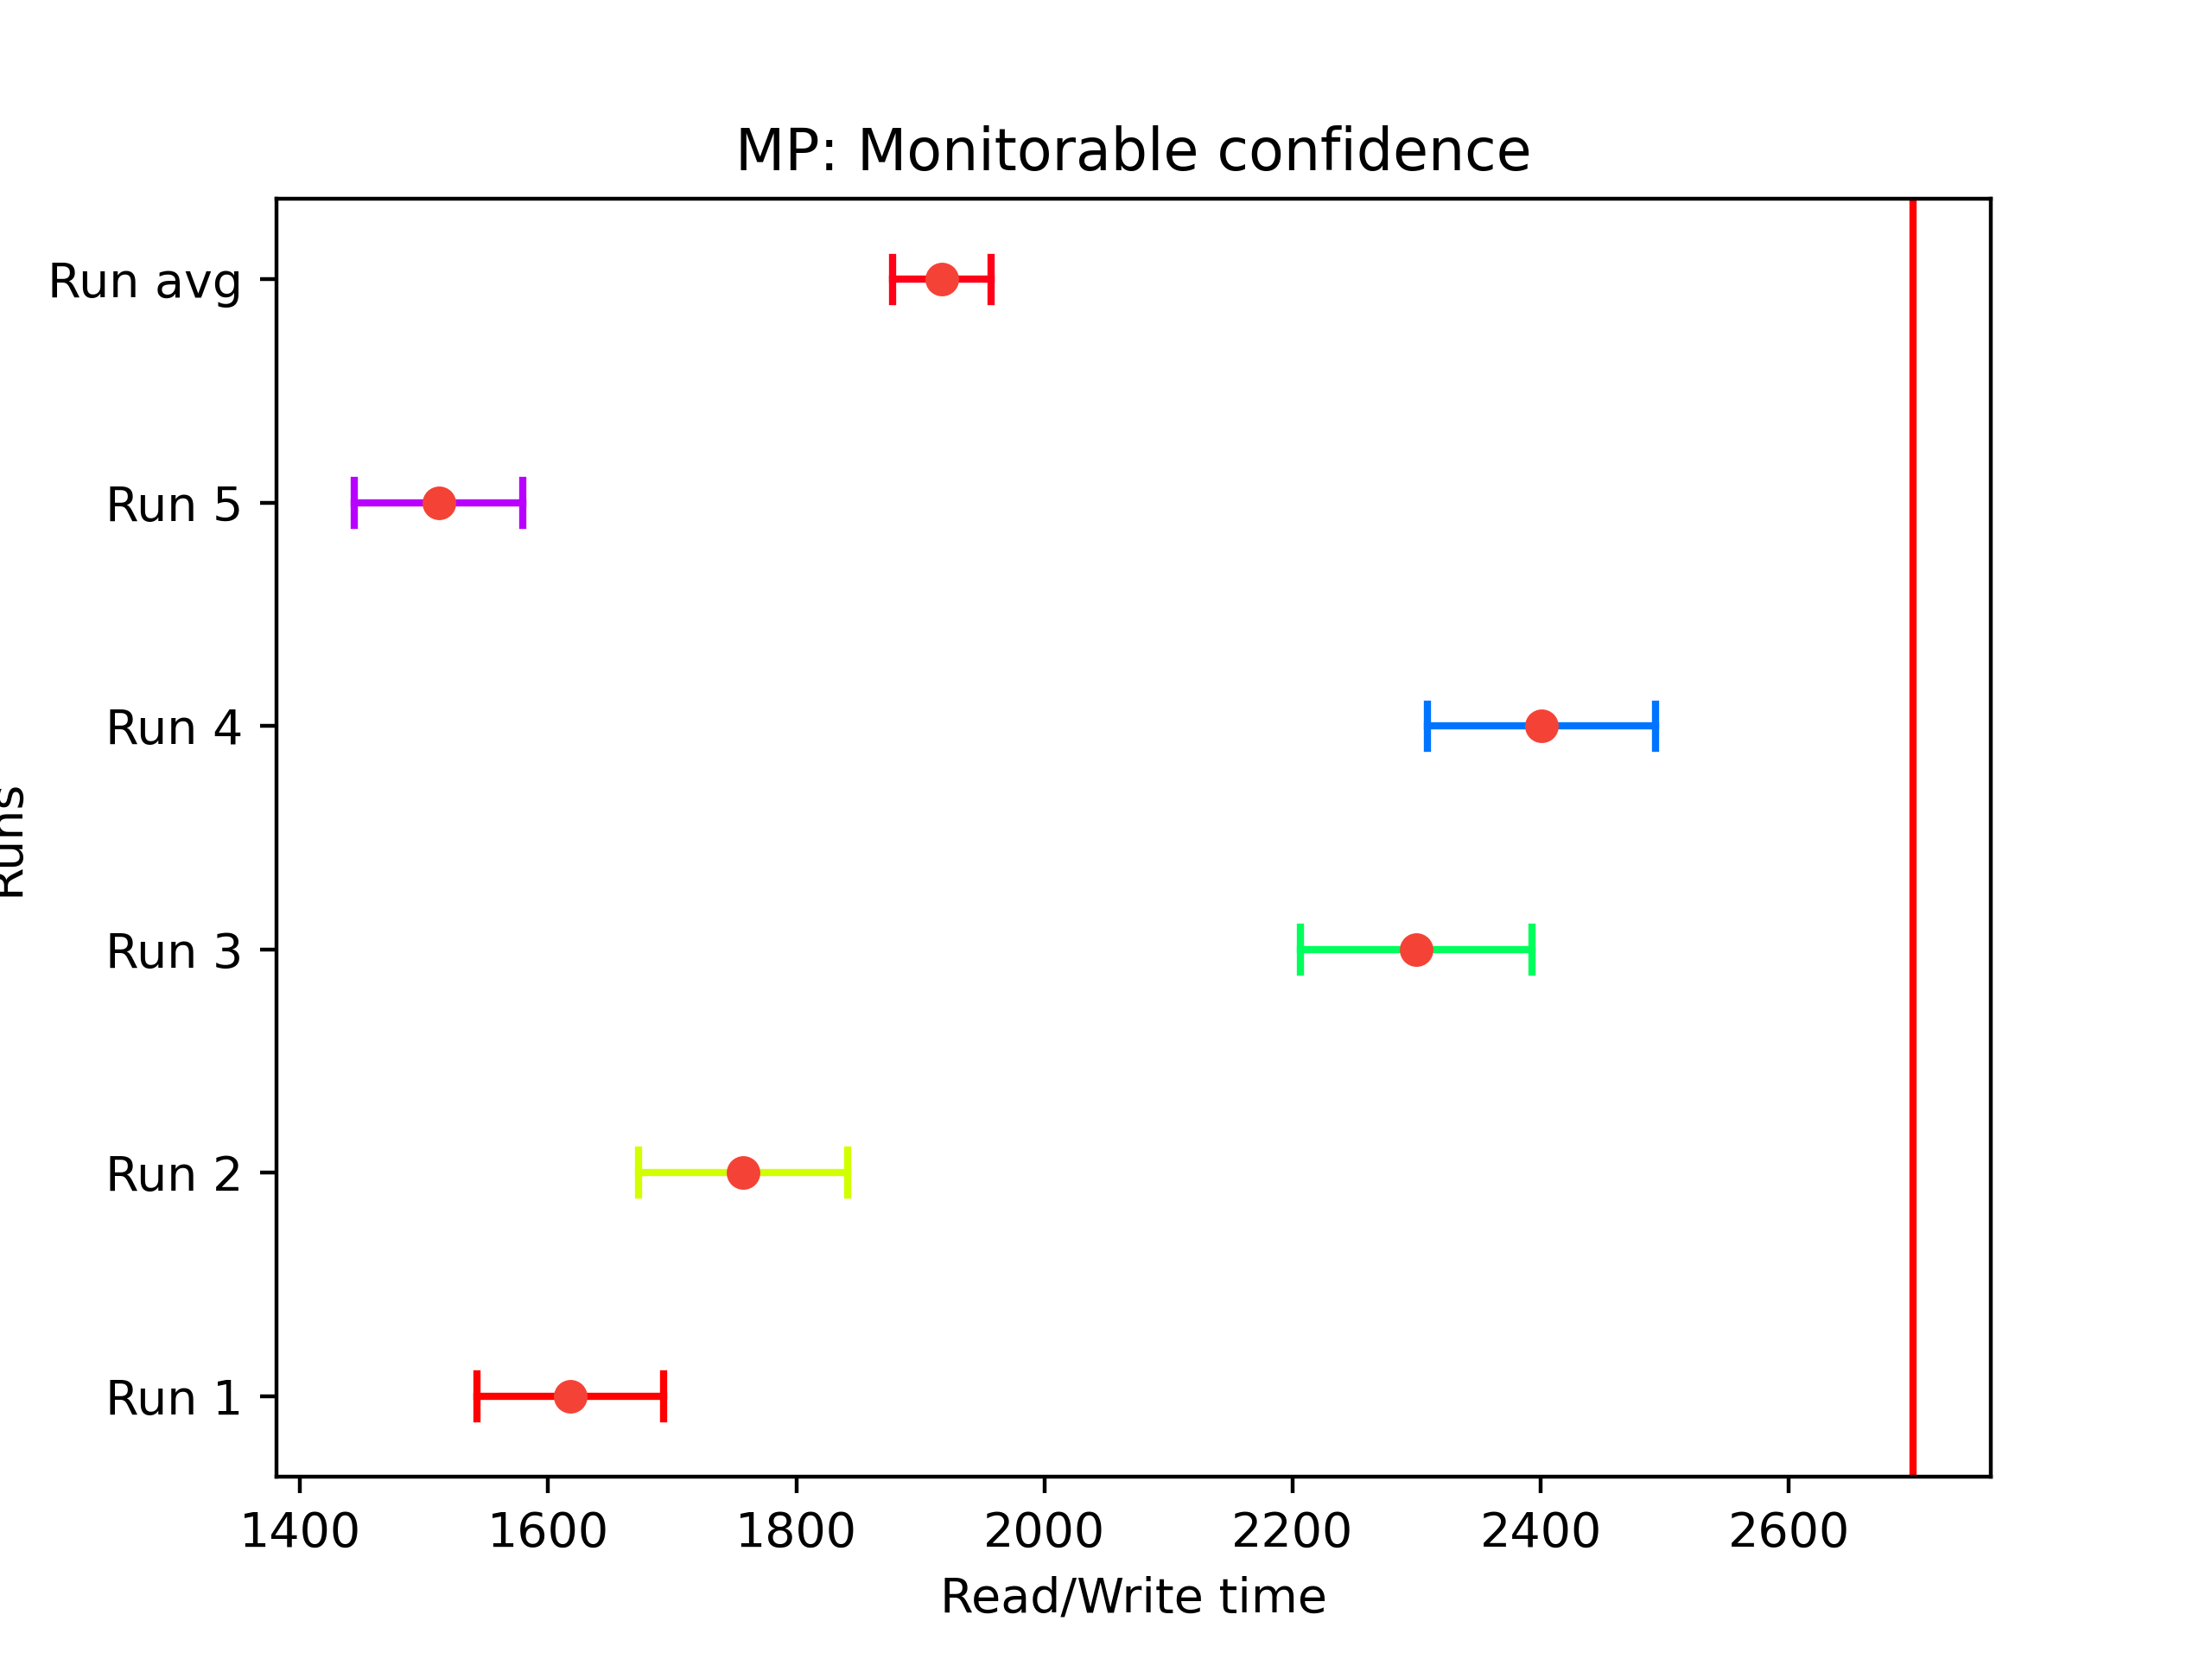 MP: Monitorable confidence
Run avg
Run 5
Run 4
Run 3
Run 2
Run 1
Runs
1400 1600 1800 2000 2200 2400 2600
Read/Write time